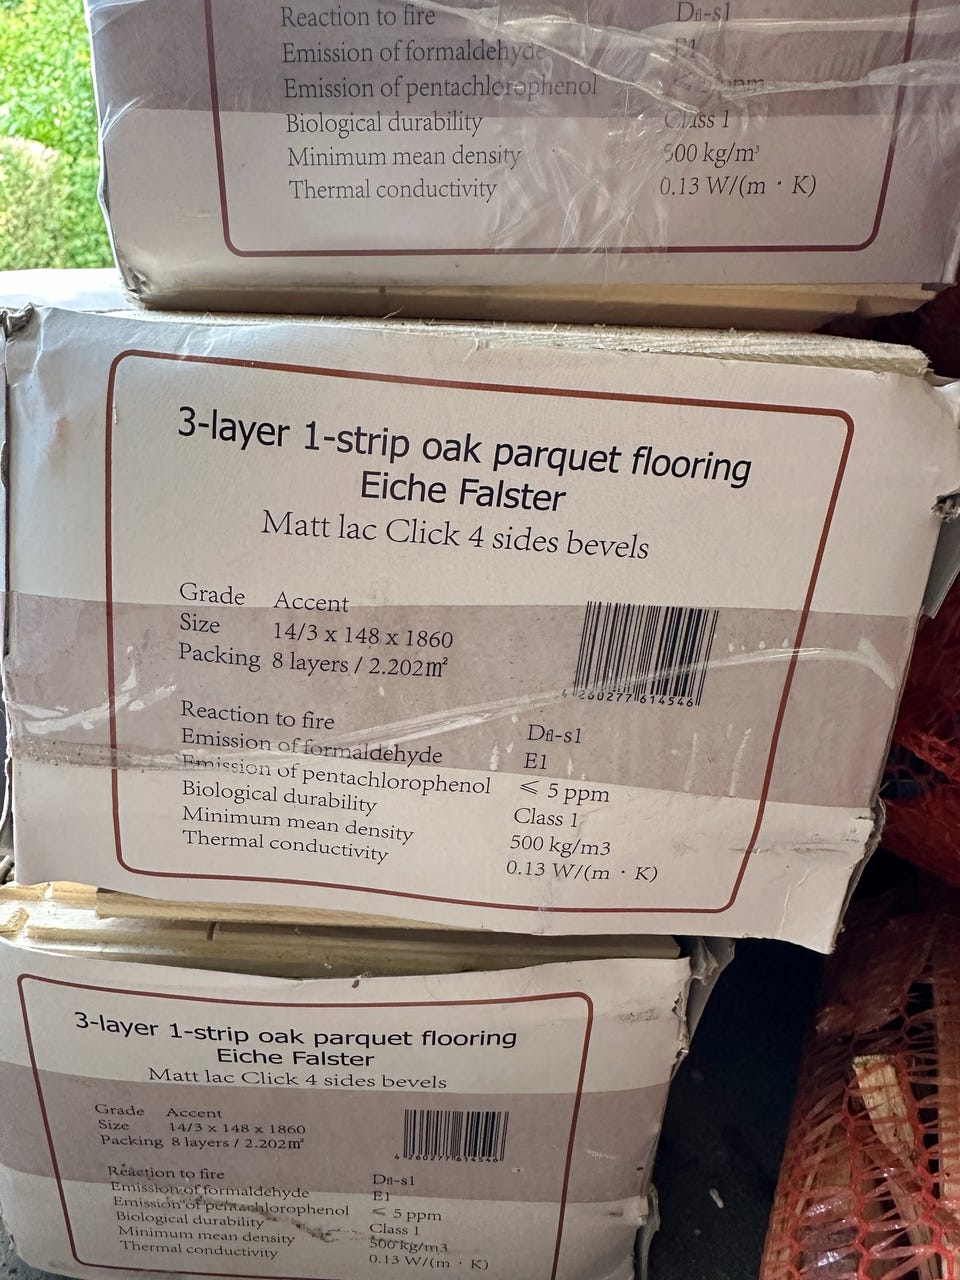 Reaction to fire Dfl-s1
Emission of formaldehyde E1
Emission of pentachlorophenol ppm
Biological durability Class 1
Minimum mean density 500 kg/m³
Thermal conductivity 0.13 W/(m · K)
3-layer 1-strip oak parquet flooring
Eiche Falster
Matt lac Click 4 sides bevels
Grade Accent
Size 14/3 x 148 x 1860
Packing 8 layers / 2.202m²
4 260277 614546
Reaction to fire Dfl-s1
Emission of formaldehyde E1
Emission of pentachlorophenol ⩽ 5 ppm
Biological durability Class 1
Minimum mean density 500 kg/m3
Thermal conductivity 0.13 W/(m · K)
3-layer 1-strip oak parquet flooring
Eiche Falster
Matt lac Click 4 sides bevels
Grade Accent
Size 14/3 x 148 x 1860
Packing 8 layers / 2.202m²
4 260277 614546
Reaction to fire Dfl-s1
Emission of formaldehyde E1
Emission of pentachlorophenol ⩽ 5 ppm
Biological durability Class 1
Minimum mean density 500 kg/m3
Thermal conductivity 0.13 W/(m · K)